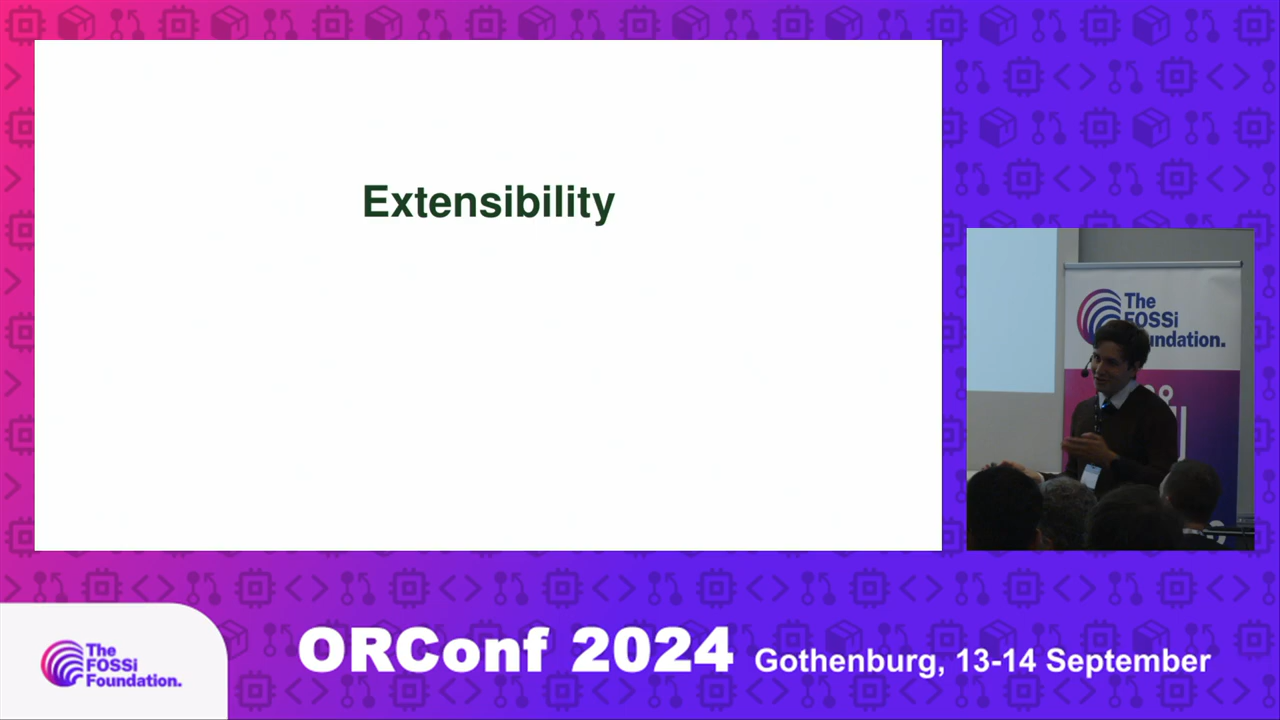 Extensibility
The
FOSSi
Foundation.
The
FOSSi
Foundation.
ORConf 2024 Gothenburg, 13-14 September